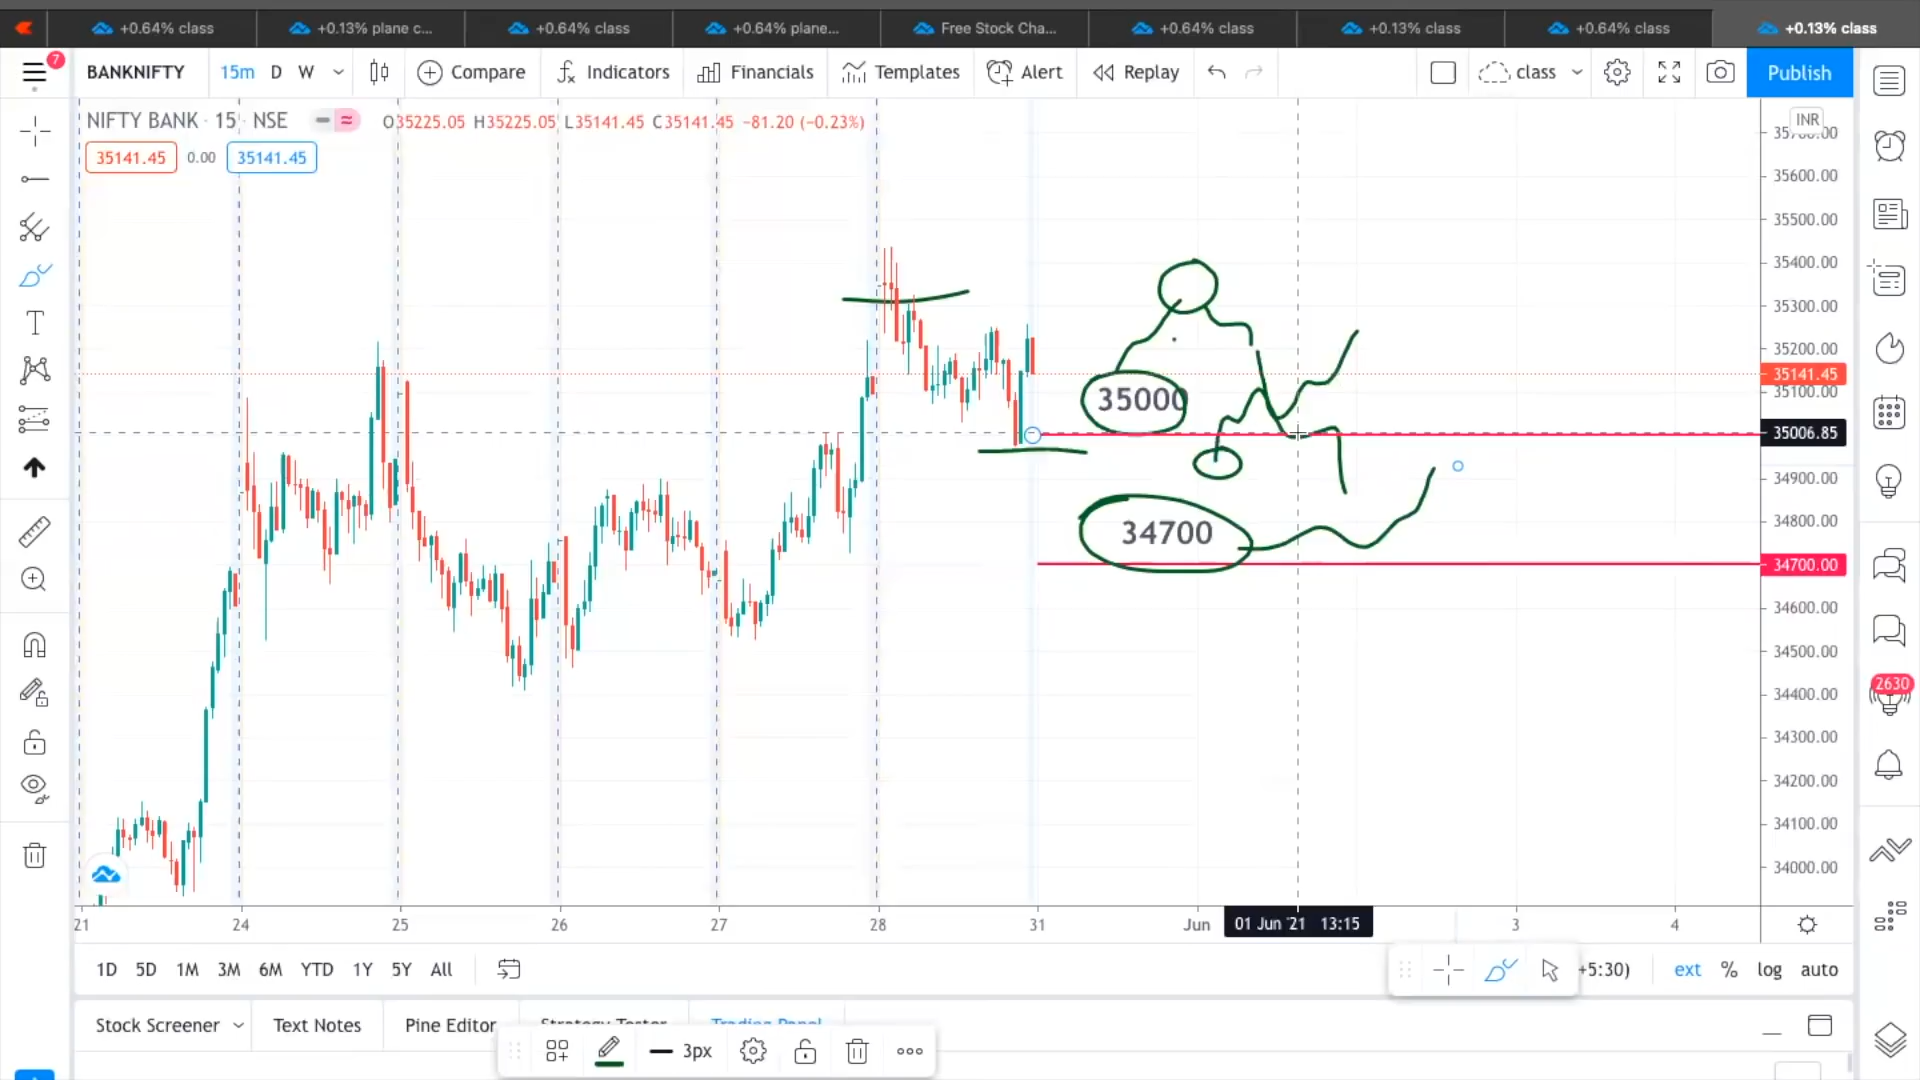 +0.64% class
+0.13% plane c...
+0.64% class
+0.64% plane...
Free Stock Cha...
+0.64% class
+0.13% class
+0.64% class
+0.13% class
7
BANKNIFTY
15m D W
Compare
Indicators
Financials
Templates
Alert
Replay
class
Publish
NIFTY BANK · 15 · NSE
O35225.05 H35225.05 L35141.45 C35141.45 −81.20 (−0.23%)
INR
35141.45 0.00 35141.45
35700.00
35600.00
35500.00
35400.00
35300.00
35200.00
35141.45
35100.00
35006.85
34900.00
34800.00
34700.00
34600.00
34500.00
34400.00
34300.00
34200.00
34100.00
34000.00
35000
34700
2630
21 24 25 26 27 28 31 Jun 01 Jun '21 13:15 3 4
1D 5D 1M 3M 6M YTD 1Y 5Y All
+5:30) ext % log auto
Stock Screener
Text Notes
Pine Editor
Strategy Tester
Trading Panel
3px